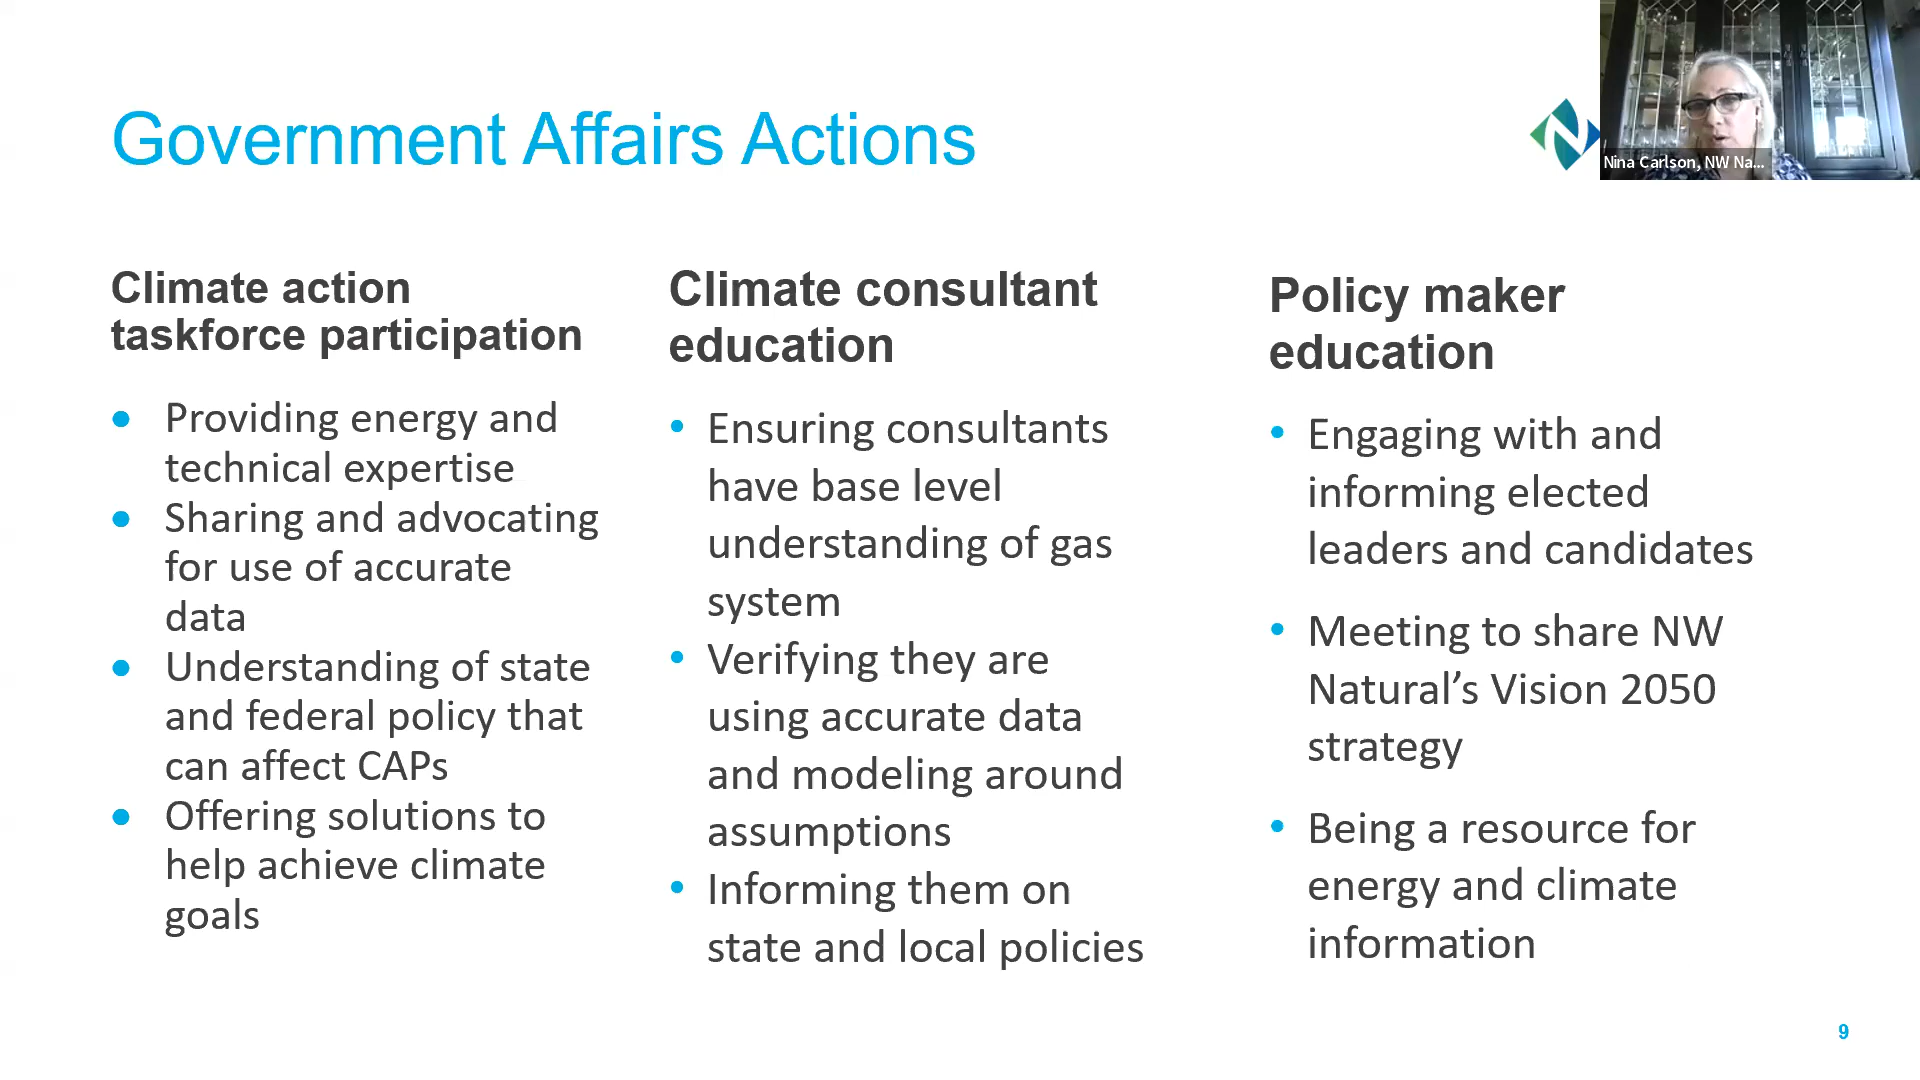 Government Affairs Actions
Nina Carlson, NW Na...
Climate action
taskforce participation
• Providing energy and
technical expertise
• Sharing and advocating
for use of accurate
data
• Understanding of state
and federal policy that
can affect CAPs
• Offering solutions to
help achieve climate
goals
Climate consultant
education
• Ensuring consultants
have base level
understanding of gas
system
• Verifying they are
using accurate data
and modeling around
assumptions
• Informing them on
state and local policies
Policy maker
education
• Engaging with and
informing elected
leaders and candidates
• Meeting to share NW
Natural’s Vision 2050
strategy
• Being a resource for
energy and climate
information
9